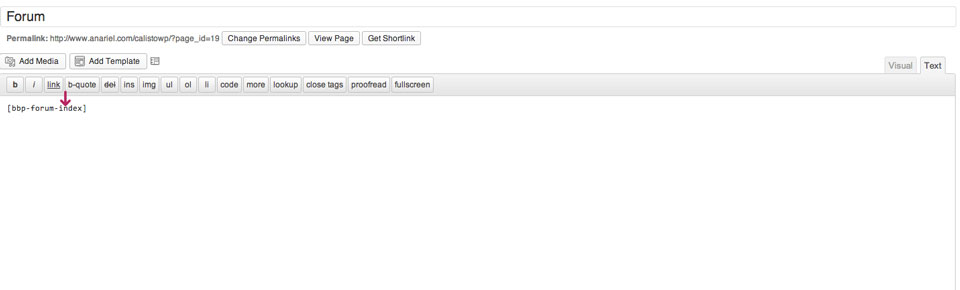 Forum
Permalink: http://www.anariel.com/calistowp/?page_id=19 Change Permalinks View Page Get Shortlink
Add Media Add Template
Visual Text
b i link b-quote del ins img ul ol li code more lookup close tags proofread fullscreen
[bbp-forum-index]